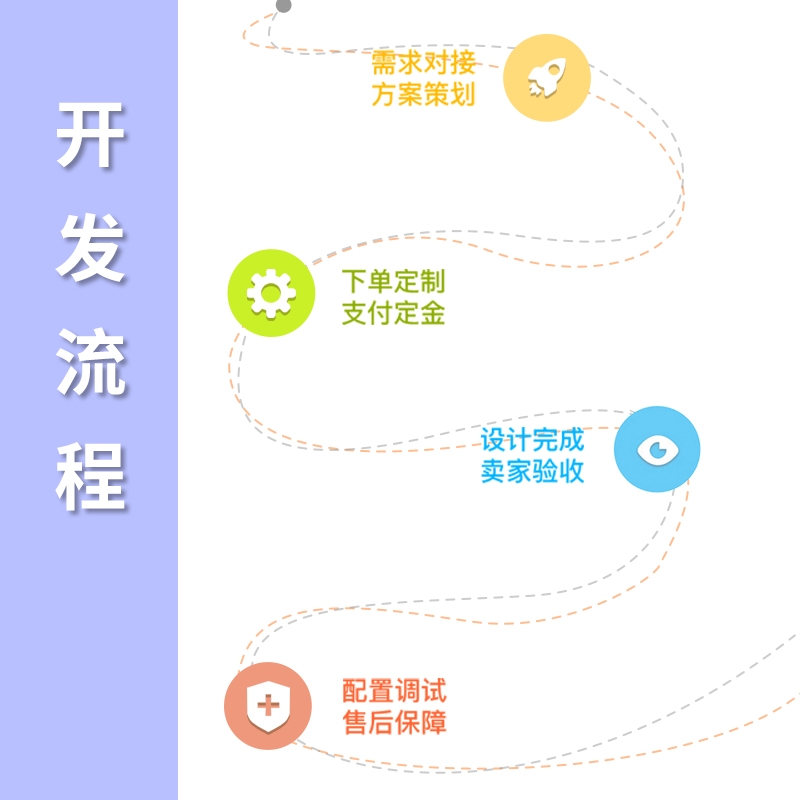 开发流程
需求对接
方案策划
下单定制
支付定金
设计完成
卖家验收
配置调试
售后保障